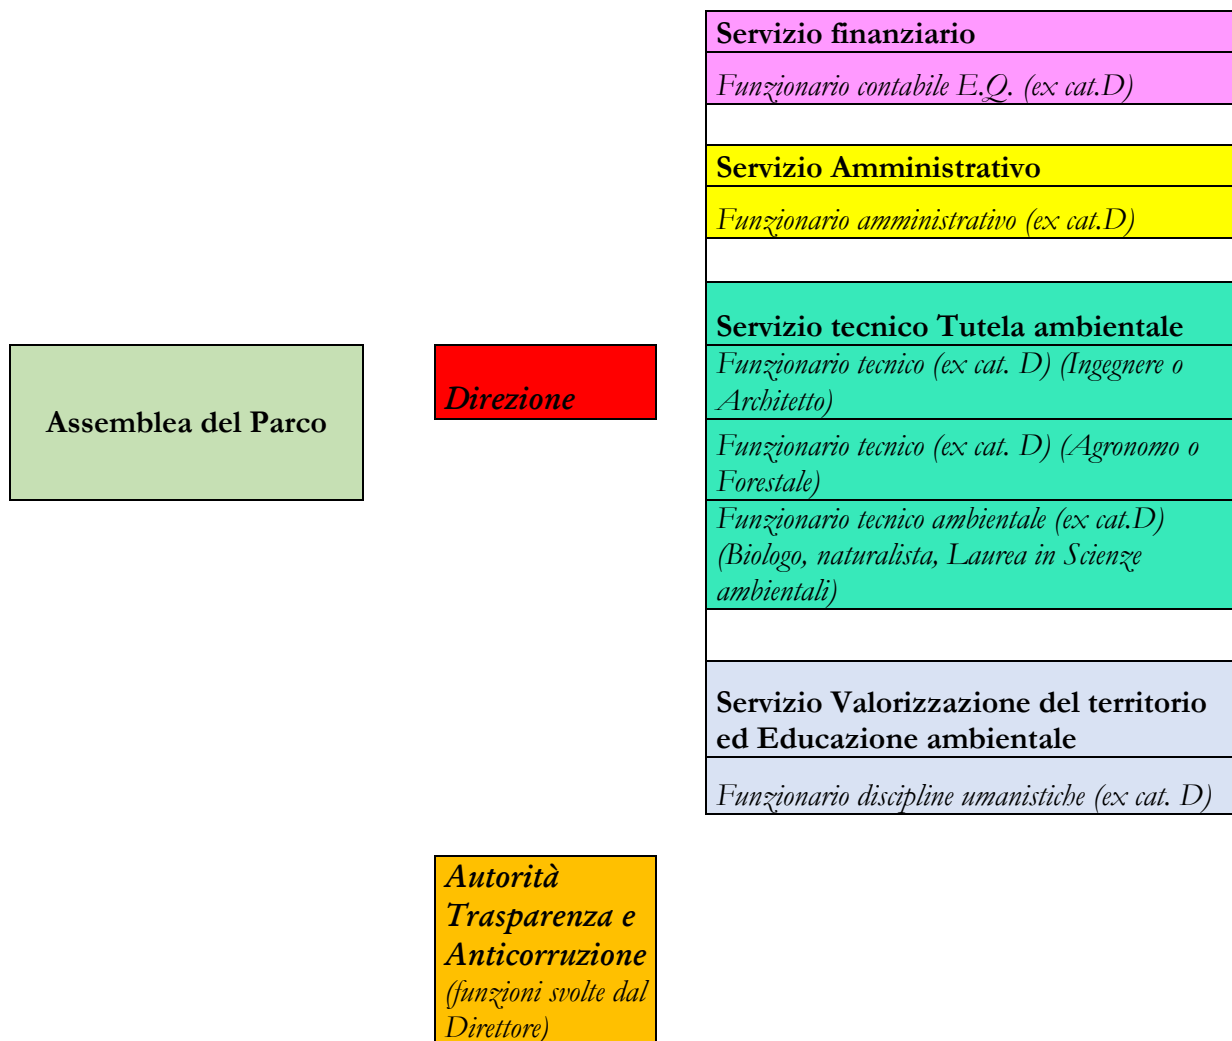 Servizio finanziario
Funzionario contabile E.Q. (ex cat.D)
Servizio Amministrativo
Funzionario amministrativo (ex cat.D)
Servizio tecnico Tutela ambientale
Funzionario tecnico (ex cat. D) (Ingegnere o
Architetto)
Funzionario tecnico (ex cat. D) (Agronomo o
Forestale)
Funzionario tecnico ambientale (ex cat.D)
(Biologo, naturalista, Laurea in Scienze
ambientali)
Servizio Valorizzazione del territorio
ed Educazione ambientale
Funzionario discipline umanistiche (ex cat. D)
Assemblea del Parco
Direzione
Autorità
Trasparenza e
Anticorruzione
(funzioni svolte dal
Direttore)